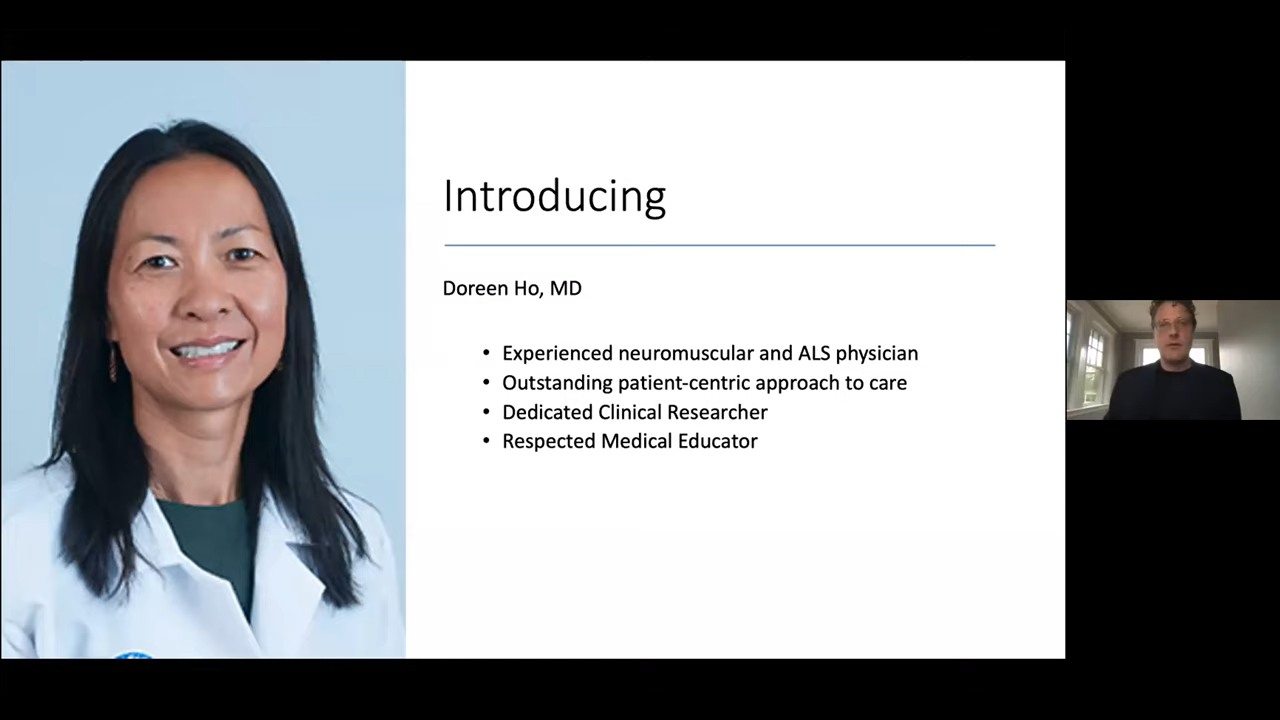 Introducing
Doreen Ho, MD
• Experienced neuromuscular and ALS physician
• Outstanding patient-centric approach to care
• Dedicated Clinical Researcher
• Respected Medical Educator